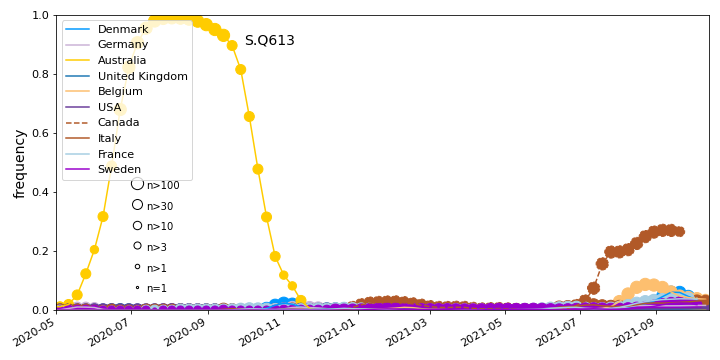 1.0
0.8
0.6
0.4
0.2
0.0
frequency
Denmark
Germany
Australia
United Kingdom
Belgium
USA
Canada
Italy
France
Sweden
S.Q613
n>100
n>30
n>10
n>3
n>1
n=1
2020-05
2020-07
2020-09
2020-11
2021-01
2021-03
2021-05
2021-07
2021-09